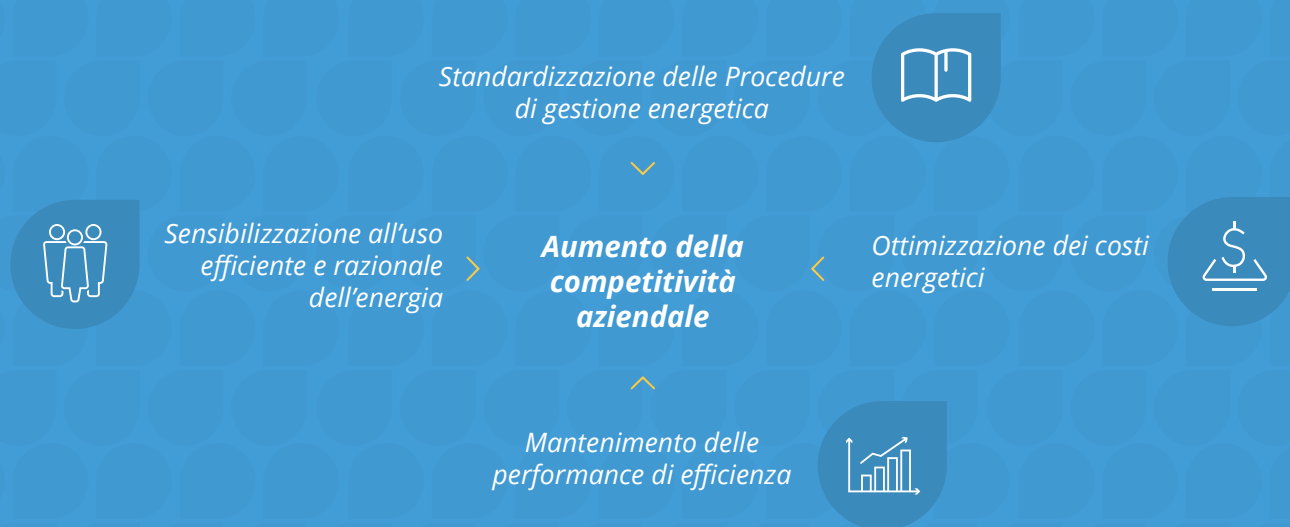 Standardizzazione delle Procedure
di gestione energetica
Sensibilizzazione all'uso
efficiente e razionale
dell'energia
Aumento della
competitività
aziendale
Ottimizzazione dei costi
energetici
Mantenimento delle
performance di efficienza